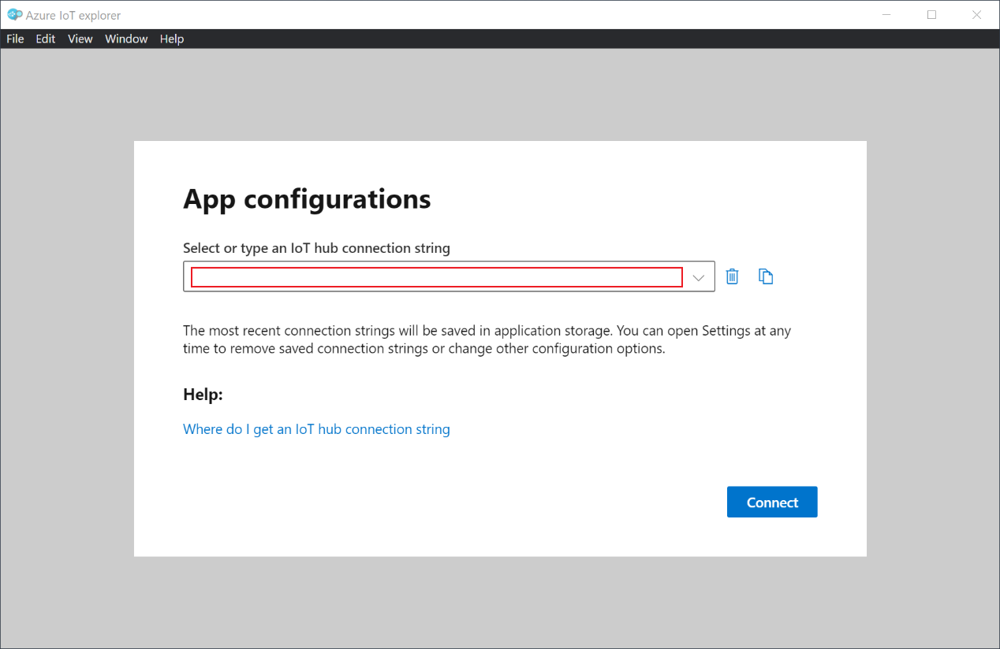 Azure IoT explorer
File Edit View Window Help
App configurations
Select or type an IoT hub connection string
The most recent connection strings will be saved in application storage. You can open Settings at any
time to remove saved connection strings or change other configuration options.
Help:
Where do I get an IoT hub connection string
Connect